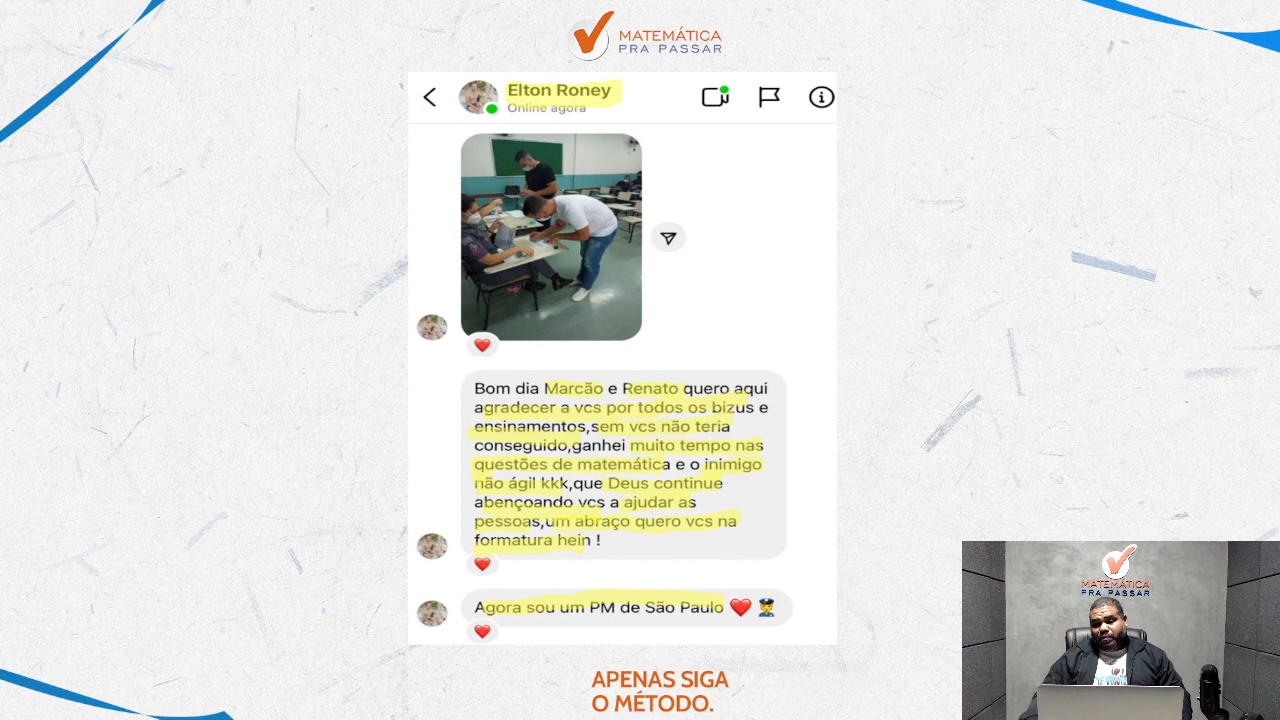 MATEMÁTICA
PRA PASSAR
Elton Roney
Online agora
Bom dia Marcão e Renato quero aqui
agradecer a vcs por todos os bizus e
ensinamentos,sem vcs não teria
conseguido,ganhei muito tempo nas
questões de matemática e o inimigo
não ágil kkk,que Deus continue
abençoando vcs a ajudar as
pessoas,um abraço quero vcs na
formatura hein !
Agora sou um PM de São Paulo ❤️ 👮
APENAS SIGA
O MÉTODO.
MATEMÁTICA
PRA PASSAR